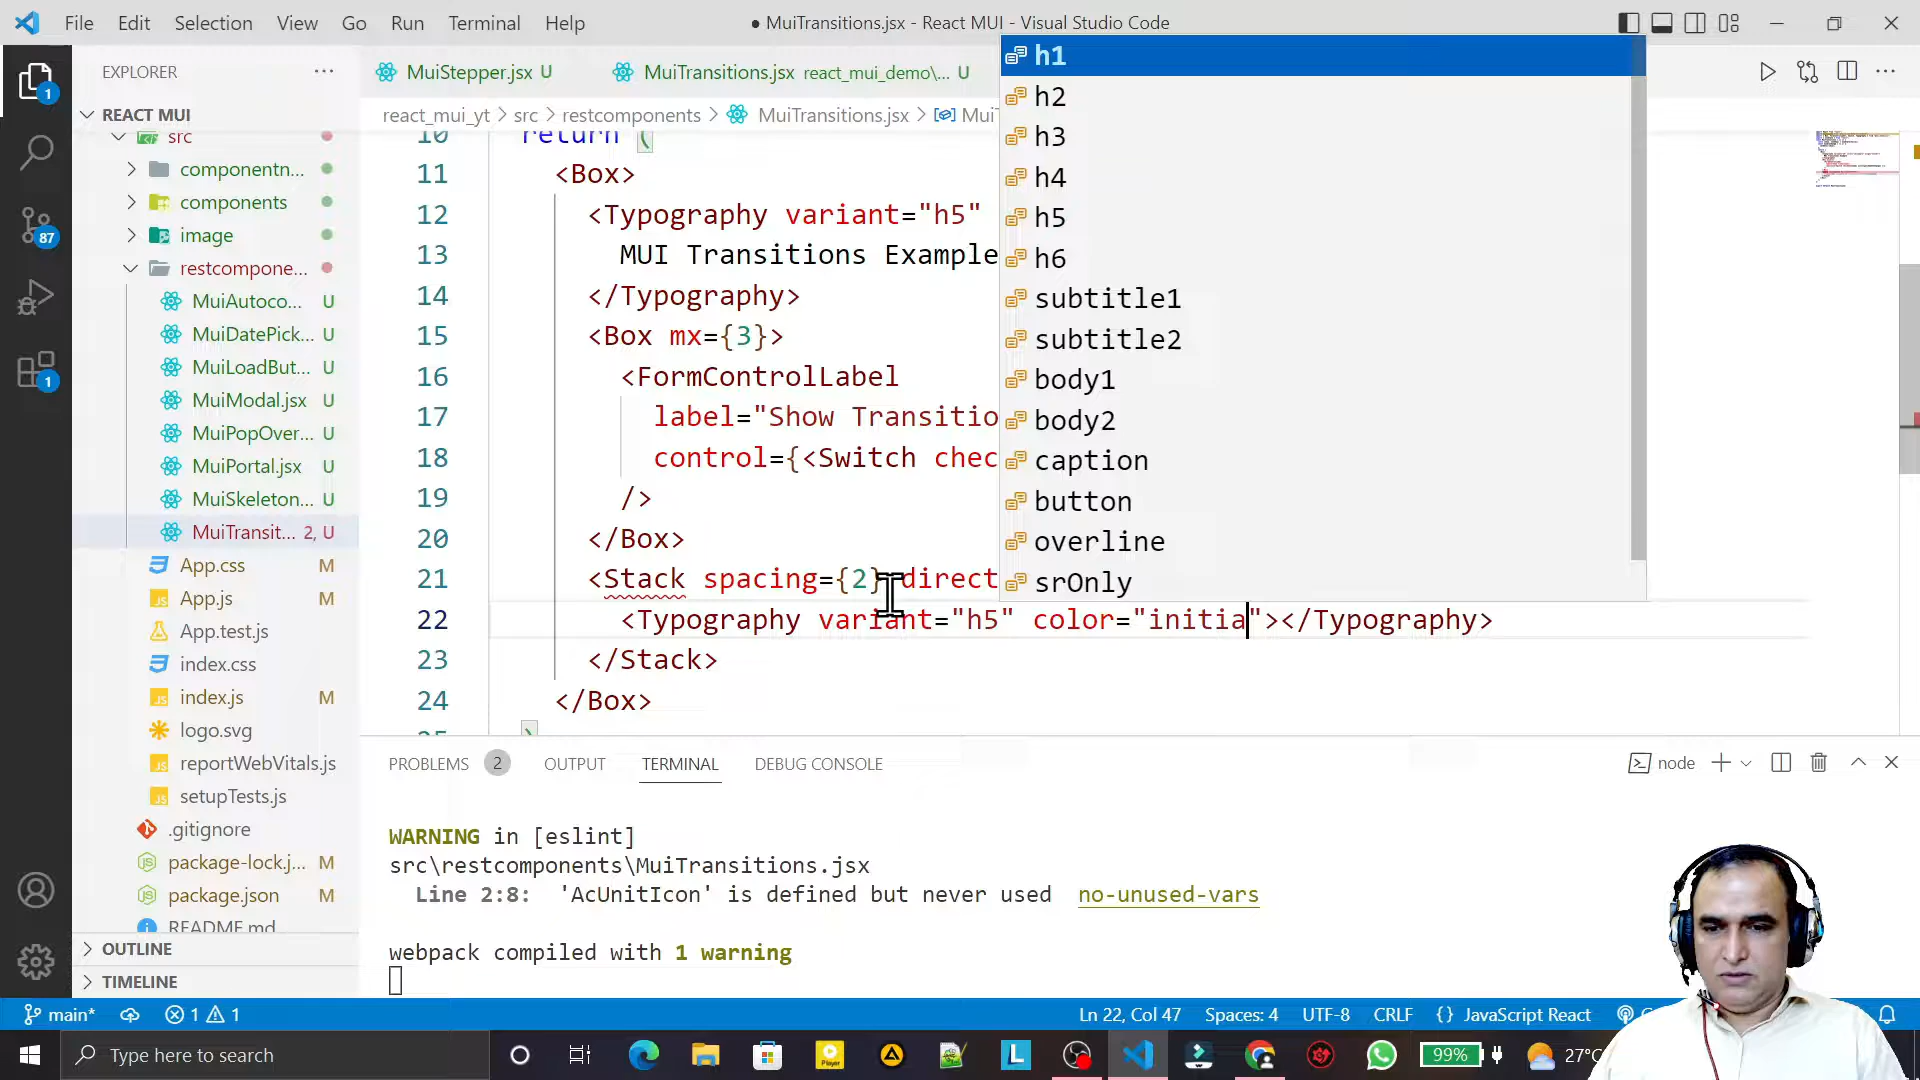 File Edit Selection View Go Run Terminal Help
● MuiTransitions.jsx - React MUI - Visual Studio Code
EXPLORER
REACT MUI
src
componentn...
components
image
restcompone...
MuiAutoco... U
MuiDatePick... U
MuiLoadBut... U
MuiModal.jsx U
MuiPopOver... U
MuiPortal.jsx U
MuiSkeleton... U
MuiTransit... 2, U
App.css M
App.js M
App.test.js
index.css
index.js M
logo.svg
reportWebVitals.js
setupTests.js
.gitignore
package-lock.j... M
package.json M
README.md
OUTLINE
TIMELINE
1
87
1
MuiStepper.jsx U
MuiTransitions.jsx react_mui_demo\... U
react_mui_yt > src > restcomponents > MuiTransitions.jsx > Mui
10 return (
11 <Box>
12 <Typography variant="h5"
13 MUI Transitions Example
14 </Typography>
15 <Box mx={3}>
16 <FormControlLabel
17 label="Show Transitio
18 control={<Switch chec
19 />
20 </Box>
21 <Stack spacing={2} direct
22 <Typography variant="h5" color="initia"></Typography>
23 </Stack>
24 </Box>
25 )
h1
h2
h3
h4
h5
h6
subtitle1
subtitle2
body1
body2
caption
button
overline
srOnly
PROBLEMS 2 OUTPUT TERMINAL DEBUG CONSOLE
node
WARNING in [eslint]
src\restcomponents\MuiTransitions.jsx
Line 2:8: 'AcUnitIcon' is defined but never used no-unused-vars
webpack compiled with 1 warning
main* 1 1
Ln 22, Col 47 Spaces: 4 UTF-8 CRLF {} JavaScript React
Type here to search
Player
L
99%
27°C